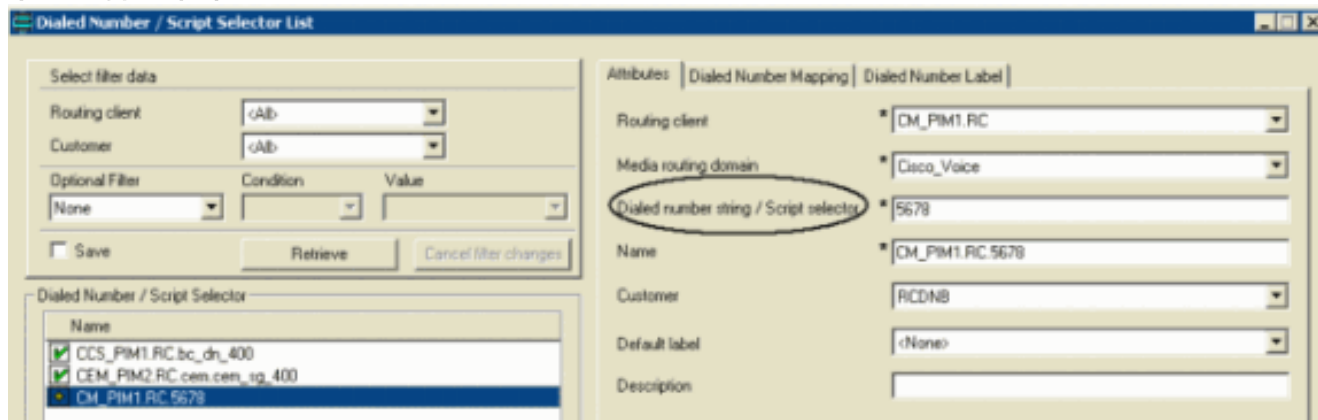 Dialed Number / Script Selector List
Select filter data
Routing client <All>
Customer <All>
Optional Filter Condition Value
None
Save Retrieve Cancel filter changes
Dialed Number / Script Selector
Name
CCS_PIM1.RC.bc_dn_400
CEM_PIM2.RC.cem.cem_sg_400
CM_PIM1.RC.5678
Attributes Dialed Number Mapping Dialed Number Label
Routing client * CM_PIM1.RC
Media routing domain * Cisco_Voice
Dialed number string / Script selector * 5678
Name * CM_PIM1.RC.5678
Customer RCDNB
Default label <None>
Description